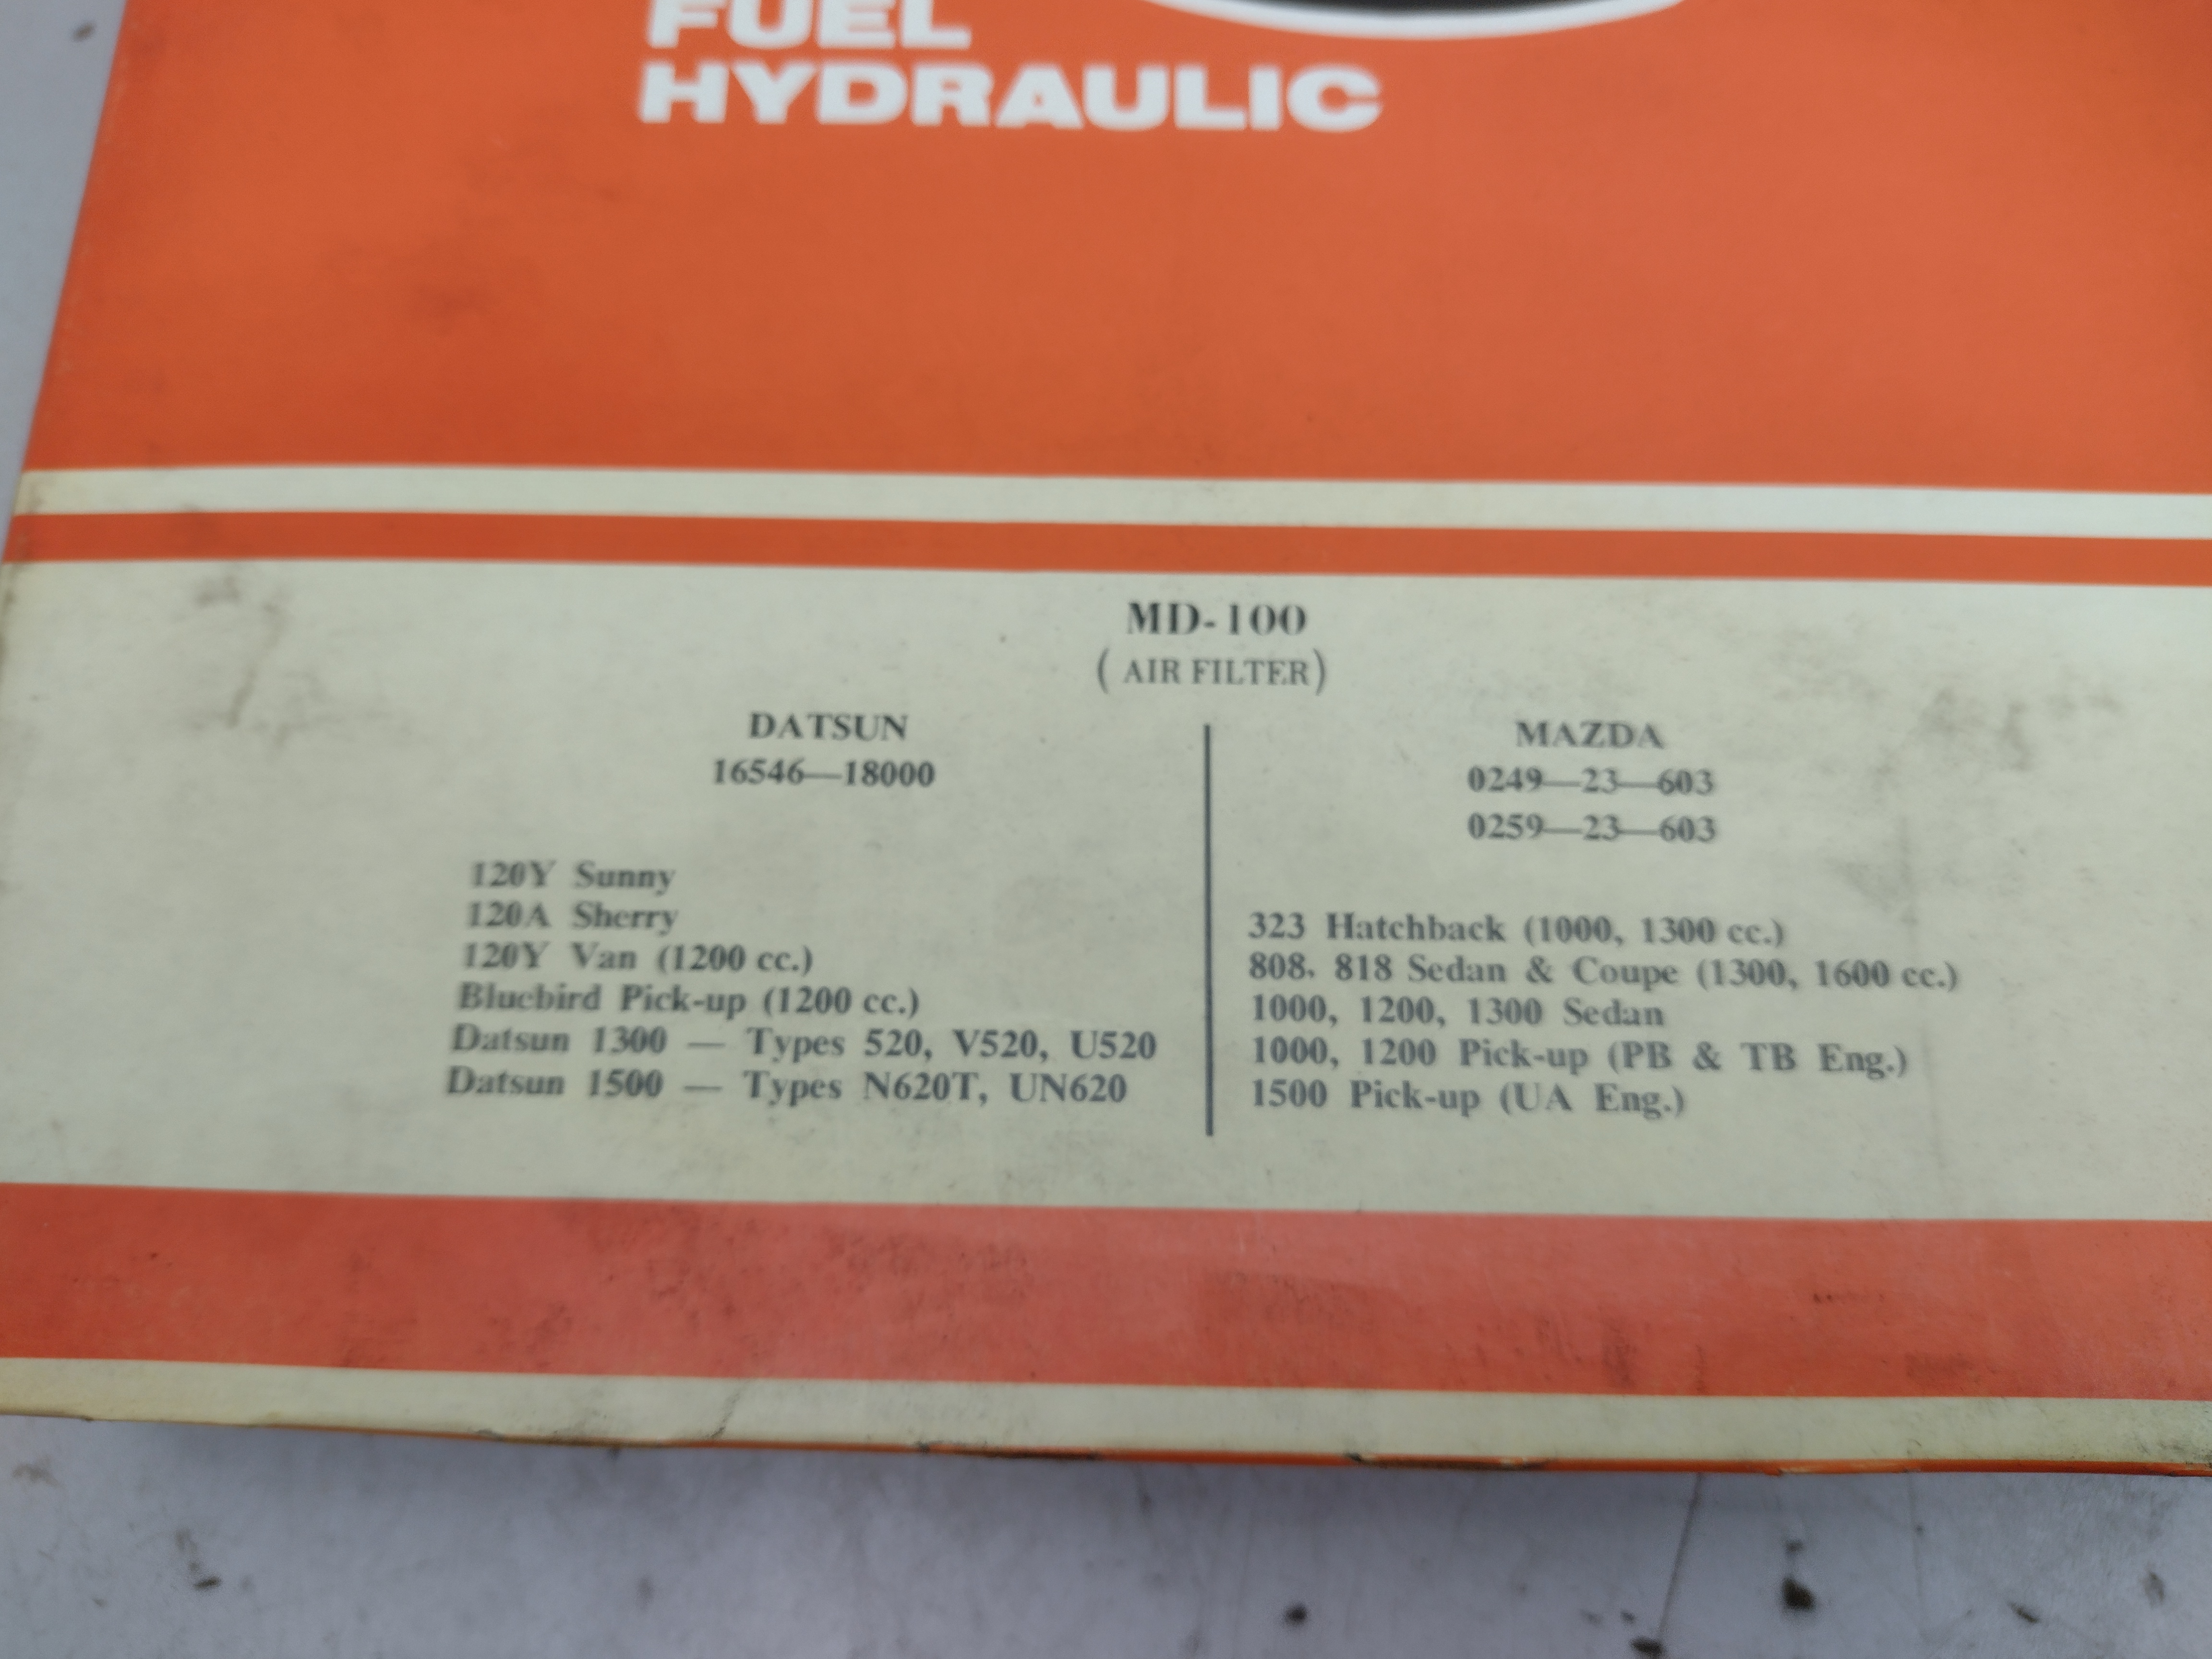 FUEL
HYDRAULIC
MD-100
( AIR FILTER)
DATSUN
16546—18000
120Y Sunny
120A Sherry
120Y Van (1200 cc.)
Bluebird Pick-up (1200 cc.)
Datsun 1300 — Types 520, V520, U520
Datsun 1500 — Types N620T, UN620
MAZDA
0249—23—603
0259—23—603
323 Hatchback (1000, 1300 cc.)
808, 818 Sedan & Coupe (1300, 1600 cc.)
1000, 1200, 1300 Sedan
1000, 1200 Pick-up (PB & TB Eng.)
1500 Pick-up (UA Eng.)